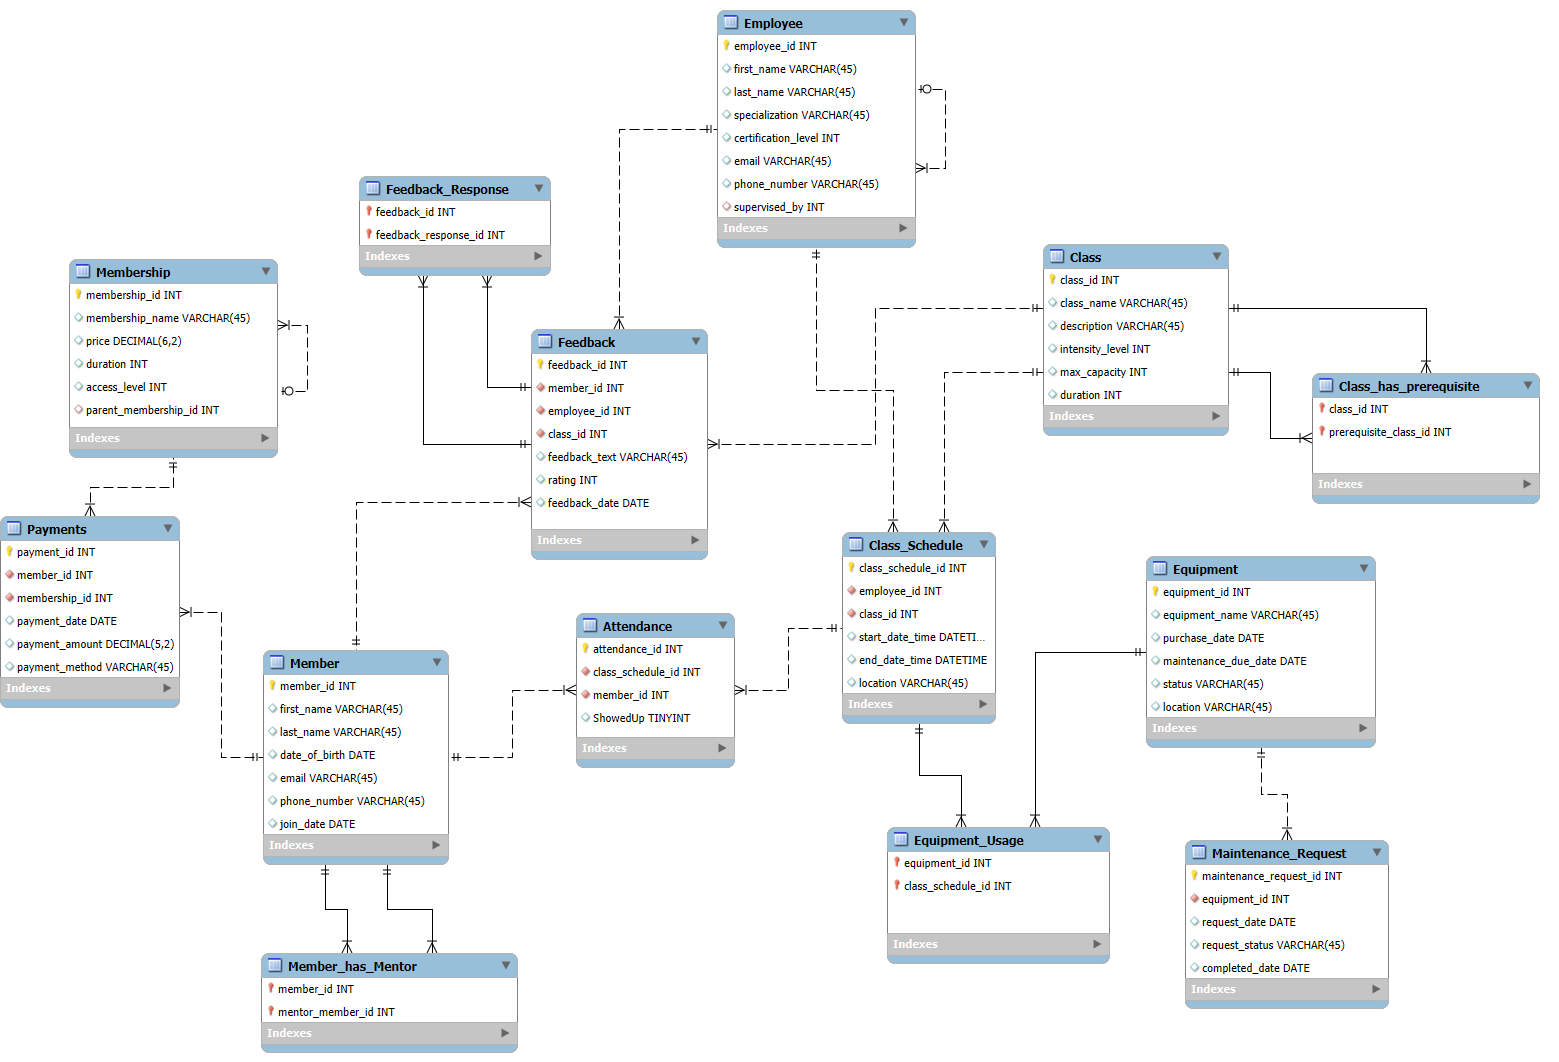 Employee
employee_id INT
first_name VARCHAR(45)
last_name VARCHAR(45)
specialization VARCHAR(45)
certification_level INT
email VARCHAR(45)
phone_number VARCHAR(45)
supervised_by INT
Indexes
Feedback_Response
feedback_id INT
feedback_response_id INT
Indexes
Membership
membership_id INT
membership_name VARCHAR(45)
price DECIMAL(6,2)
duration INT
access_level INT
parent_membership_id INT
Indexes
Class
class_id INT
class_name VARCHAR(45)
description VARCHAR(45)
intensity_level INT
max_capacity INT
duration INT
Indexes
Feedback
feedback_id INT
member_id INT
employee_id INT
class_id INT
feedback_text VARCHAR(45)
rating INT
feedback_date DATE
Indexes
Class_has_prerequisite
class_id INT
prerequisite_class_id INT
Indexes
Payments
payment_id INT
member_id INT
membership_id INT
payment_date DATE
payment_amount DECIMAL(5,2)
payment_method VARCHAR(45)
Indexes
Class_Schedule
class_schedule_id INT
employee_id INT
class_id INT
start_date_time DATETI...
end_date_time DATETIME
location VARCHAR(45)
Indexes
Equipment
equipment_id INT
equipment_name VARCHAR(45)
purchase_date DATE
maintenance_due_date DATE
status VARCHAR(45)
location VARCHAR(45)
Indexes
Attendance
attendance_id INT
class_schedule_id INT
member_id INT
ShowedUp TINYINT
Indexes
Member
member_id INT
first_name VARCHAR(45)
last_name VARCHAR(45)
date_of_birth DATE
email VARCHAR(45)
phone_number VARCHAR(45)
join_date DATE
Indexes
Equipment_Usage
equipment_id INT
class_schedule_id INT
Indexes
Maintenance_Request
maintenance_request_id INT
equipment_id INT
request_date DATE
request_status VARCHAR(45)
completed_date DATE
Indexes
Member_has_Mentor
member_id INT
mentor_member_id INT
Indexes